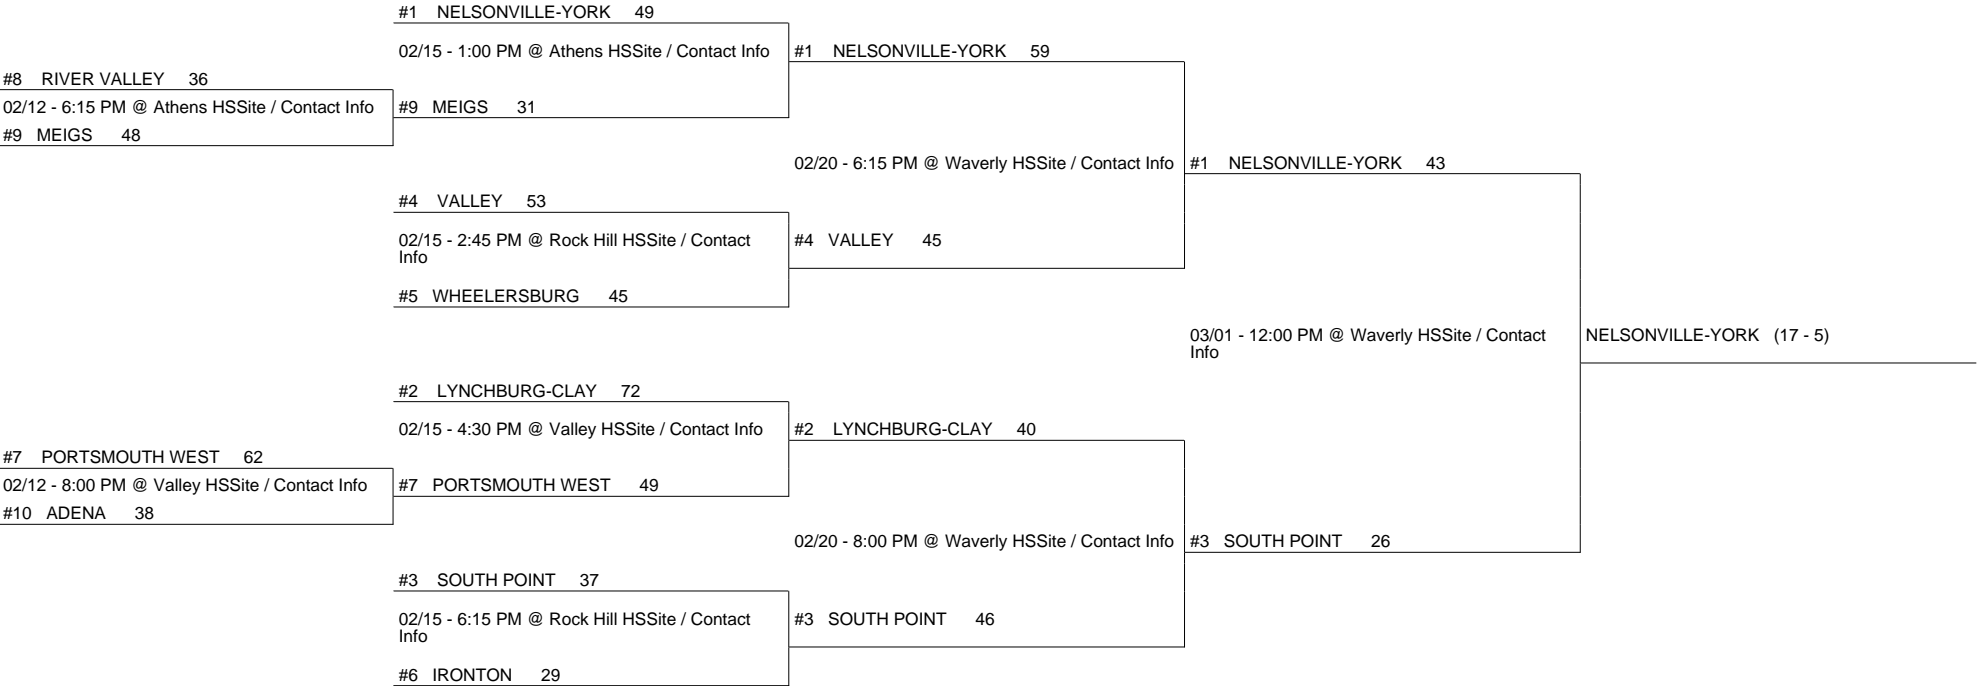 #1 NELSONVILLE-YORK 49
02/15 - 1:00 PM @ Athens HSSite / Contact Info
#1 NELSONVILLE-YORK 59
#8 RIVER VALLEY 36
02/12 - 6:15 PM @ Athens HSSite / Contact Info
#9 MEIGS 31
#9 MEIGS 48
02/20 - 6:15 PM @ Waverly HSSite / Contact Info
#1 NELSONVILLE-YORK 43
#4 VALLEY 53
02/15 - 2:45 PM @ Rock Hill HSSite / Contact
Info
#4 VALLEY 45
#5 WHEELERSBURG 45
03/01 - 12:00 PM @ Waverly HSSite / Contact
Info
NELSONVILLE-YORK (17 - 5)
#2 LYNCHBURG-CLAY 72
02/15 - 4:30 PM @ Valley HSSite / Contact Info
#2 LYNCHBURG-CLAY 40
#7 PORTSMOUTH WEST 62
02/12 - 8:00 PM @ Valley HSSite / Contact Info
#7 PORTSMOUTH WEST 49
#10 ADENA 38
02/20 - 8:00 PM @ Waverly HSSite / Contact Info
#3 SOUTH POINT 26
#3 SOUTH POINT 37
02/15 - 6:15 PM @ Rock Hill HSSite / Contact
Info
#3 SOUTH POINT 46
#6 IRONTON 29